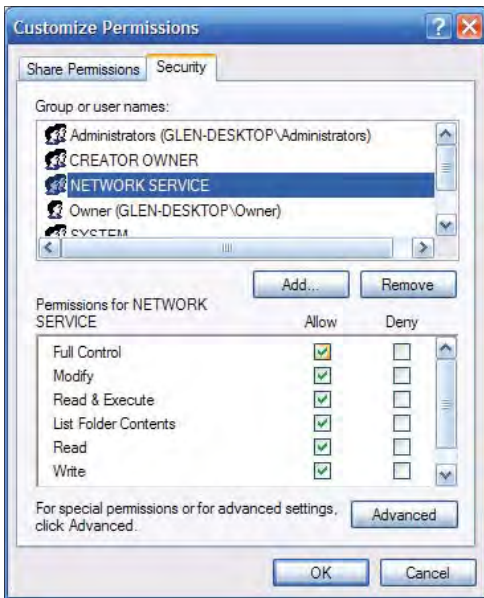 Customize Permissions
Share Permissions Security
Group or user names:
Administrators (GLEN-DESKTOP\Administrators)
CREATOR OWNER
NETWORK SERVICE
Owner (GLEN-DESKTOP\Owner)
SYSTEM
Add... Remove
Permissions for NETWORK
SERVICE Allow Deny
Full Control
Modify
Read & Execute
List Folder Contents
Read
Write
For special permissions or for advanced settings,
click Advanced. Advanced
OK Cancel